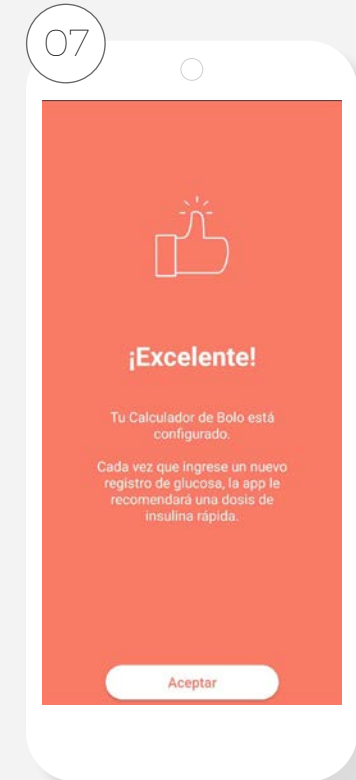 07
¡Excelente!
Tu Calculador de Bolo está
configurado.
Cada vez que ingrese un nuevo
registro de glucosa, la app le
recomendará una dosis de
insulina rápida.
Aceptar